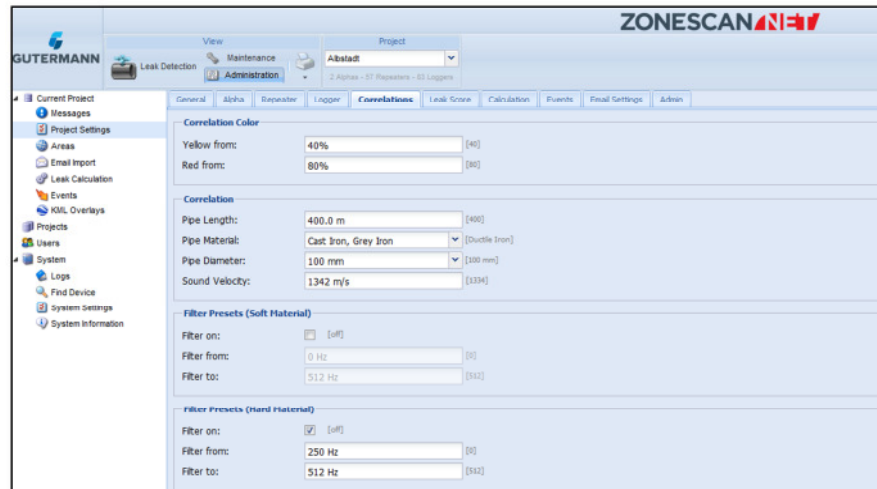 ZONESCAN NET
GUTERMANN
View
Project
Leak Detection
Maintenance
Administration
Albstadt
2 Alphas - 57 Repeaters - 83 Loggers
Current Project
Messages
Project Settings
Areas
Email Import
Leak Calculation
Events
KML Overlays
Projects
Users
System
Logs
Find Device
System Settings
System Information
General Alpha Repeater Logger Correlations Leak Score Calculation Events Email Settings Admin
Correlation Color
Yellow from: 40% [40]
Red from: 80% [80]
Correlation
Pipe Length: 400.0 m [400]
Pipe Material: Cast Iron, Grey Iron [Ductile Iron]
Pipe Diameter: 100 mm [100 mm]
Sound Velocity: 1342 m/s [1334]
Filter Presets (Soft Material)
Filter on: [off]
Filter from: 0 Hz [0]
Filter to: 512 Hz [512]
Filter Presets (Hard Material)
Filter on: [off]
Filter from: 250 Hz [0]
Filter to: 512 Hz [512]